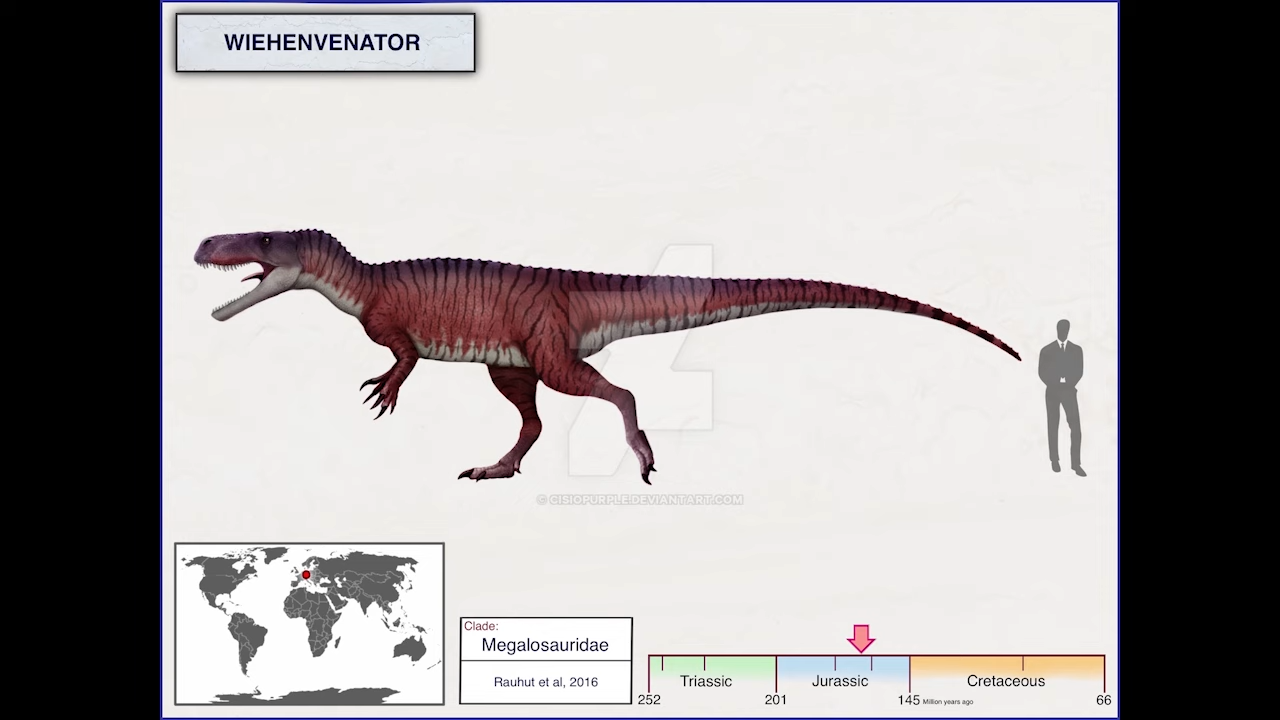 WIEHENVENATOR
© CISIOPURPLE.DEVIANTART.COM
Clade:
Megalosauridae
Rauhut et al, 2016
Triassic Jurassic Cretaceous
252 201 145 Million years ago 66